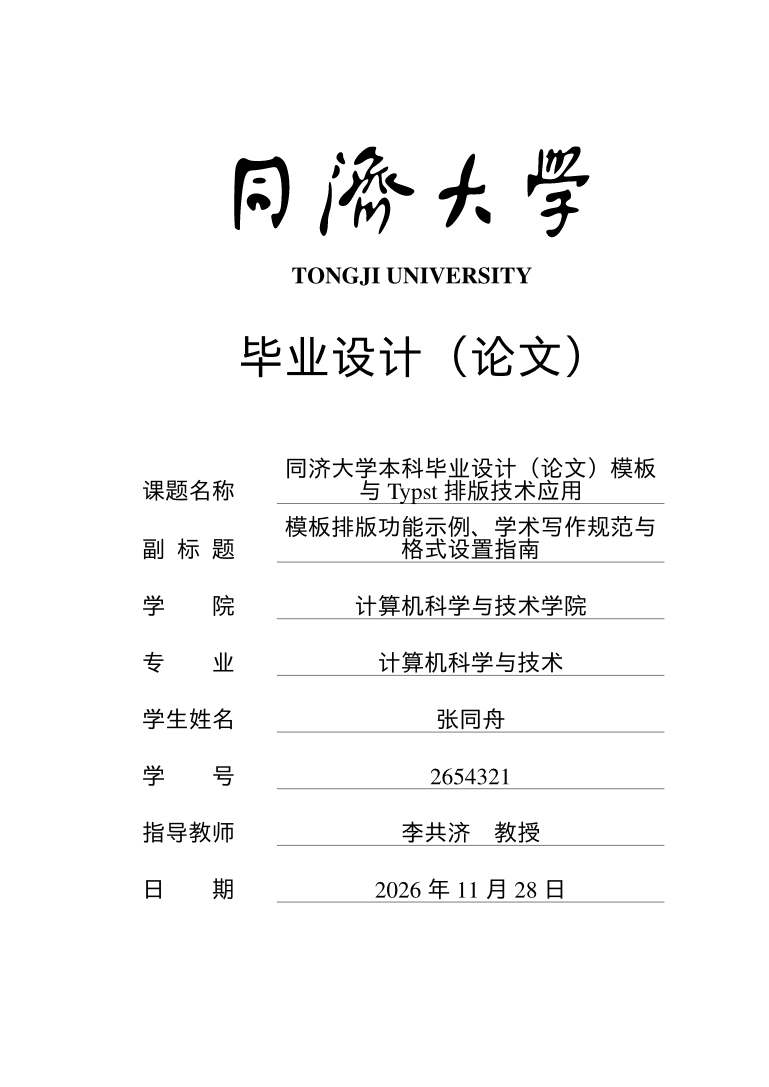 同濟大學
TONGJI UNIVERSITY
毕业设计（论文）
同济大学本科毕业设计（论文）模板
课题名称 与 Typst 排版技术应用
模板排版功能示例、学术写作规范与
副标题 格式设置指南
学院 计算机科学与技术学院
专业 计算机科学与技术
学生姓名 张同舟
学号 2654321
指导教师 李共济 教授
日期 2026 年 11 月 28 日